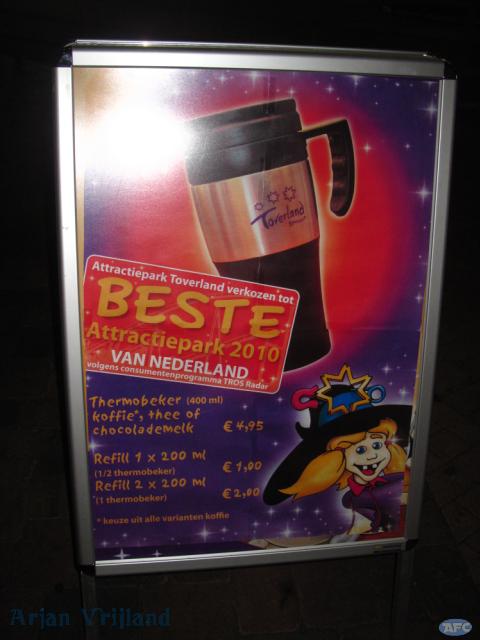 Toverland
Attractiepark Toverland verkozen tot
BESTE
Attractiepark 2010
VAN NEDERLAND
volgens consumentenprogramma TROS Radar
Thermobeker (400 ml)
koffie*, thee of
chocolademelk € 4,95
Refill 1 x 200 ml
(1/2 thermobeker) € 1,00
Refill 2 x 200 ml
(1 thermobeker) € 2,00
* keuze uit alle varianten koffie
Arjan Vrijland
AFC